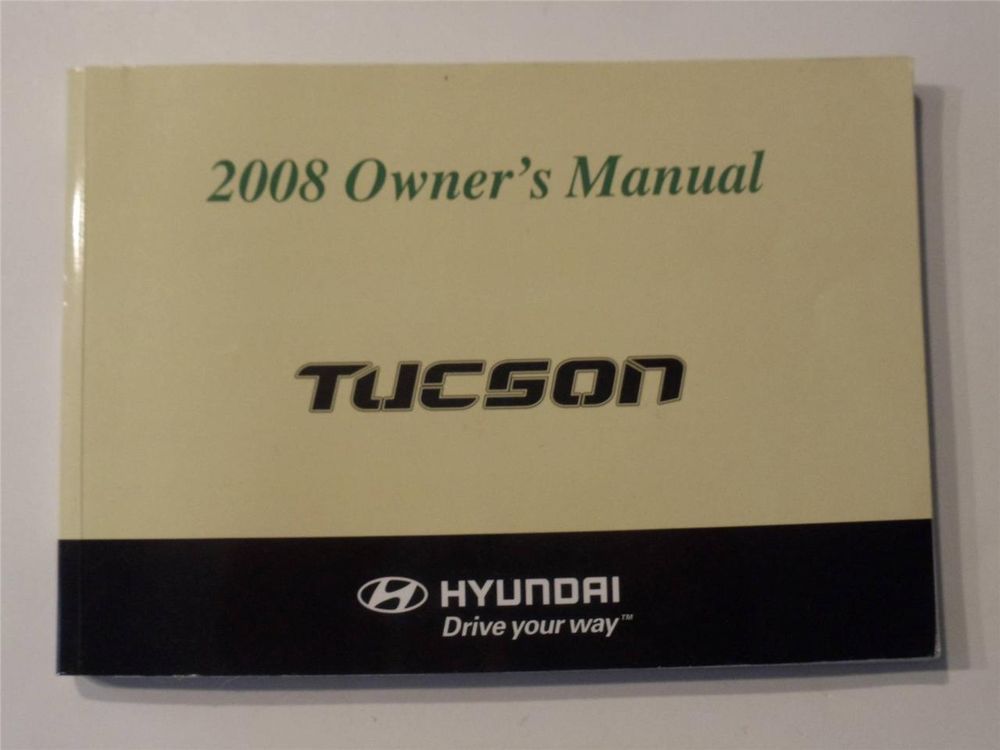 2008 Owner's Manual
TUCSON
HYUNDAI
Drive your way™